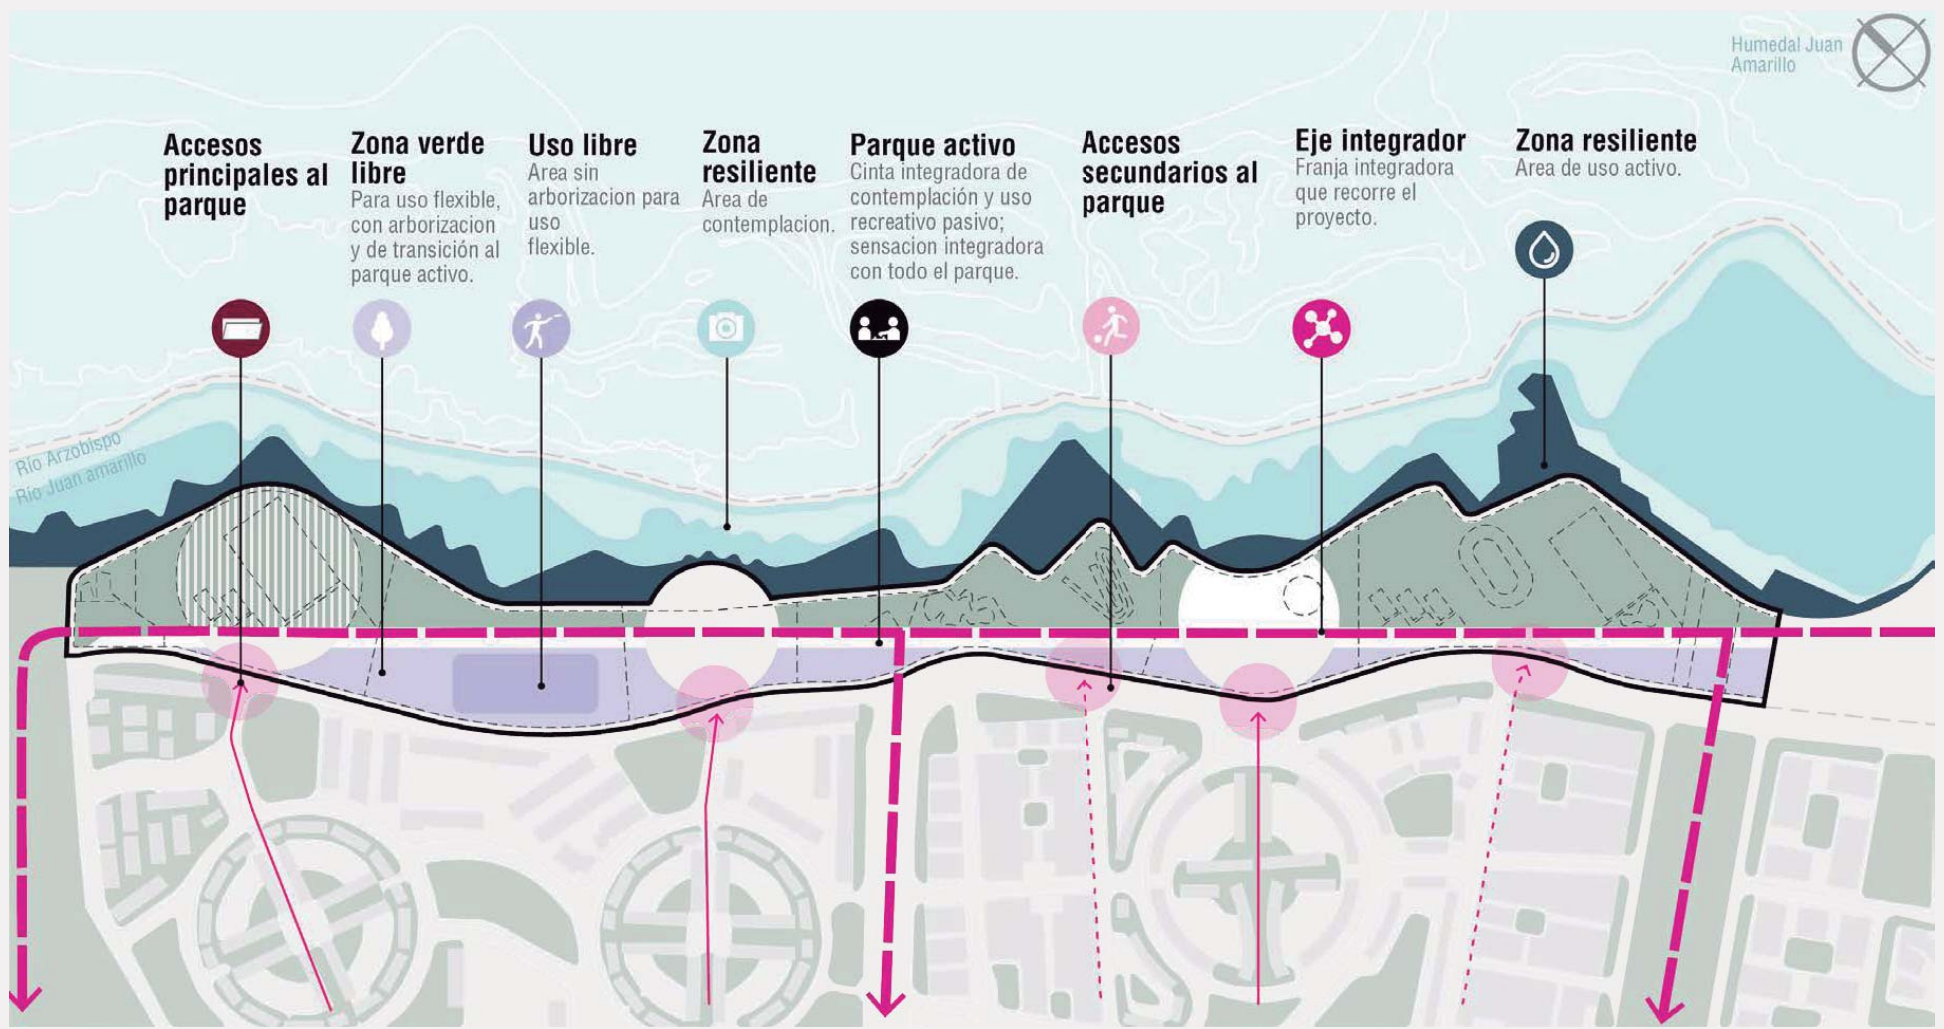 Humedal Juan
Amarillo
Accesos
principales al
parque
Zona verde
libre
Para uso flexible,
con arborizacion
y de transición al
parque activo.
Uso libre
Area sin
arborizacion para
uso
flexible.
Zona
resiliente
Area de
contemplacion.
Parque activo
Cinta integradora de
contemplación y uso
recreativo pasivo;
sensacion integradora
con todo el parque.
Accesos
secundarios al
parque
Eje integrador
Franja integradora
que recorre el
proyecto.
Zona resiliente
Area de uso activo.
Río Arzobispo
Río Juan amarillo